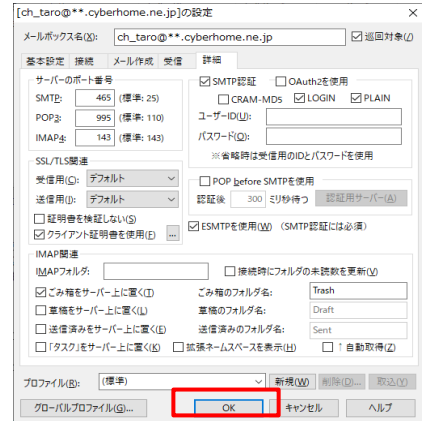 [ch_taro@**.cyberhome.ne.jp]の設定
メールボックス名(X): ch_taro@**.cyberhome.ne.jp 巡回対象(/)
基本設定 接続 メール作成 受信 詳細
サーバーのポート番号
SMTP: 465 (標準: 25)
POP3: 995 (標準: 110)
IMAP4: 143 (標準: 143)
SMTP認証 OAuth2を使用
CRAM-MD5 LOGIN PLAIN
ユーザーID(U):
パスワード(O):
※省略時は受信用のIDとパスワードを使用
SSL/TLS関連
受信用(C): デフォルト
送信用(J): デフォルト
証明書を検証しない(S)
クライアント証明書を使用(F) ...
POP before SMTPを使用
認証後 300 ミリ秒待つ 認証用サーバー(A)
ESMTPを使用(W) (SMTP認証には必須)
IMAP関連
IMAPフォルダ: 接続時にフォルダの未読数を更新(V)
ごみ箱をサーバー上に置く(T) ごみ箱のフォルダ名: Trash
草稿をサーバー上に置く(L) 草稿のフォルダ名: Draft
送信済みをサーバー上に置く(E) 送信済みのフォルダ名: Sent
「タスク」をサーバー上に置く(K) 拡張ネームスペースを表示(H) ↑自動取得(Z)
プロファイル(R): (標準) 新規(W) 削除(D)... 取込(Y)
グローバルプロファイル(G)... OK キャンセル ヘルプ